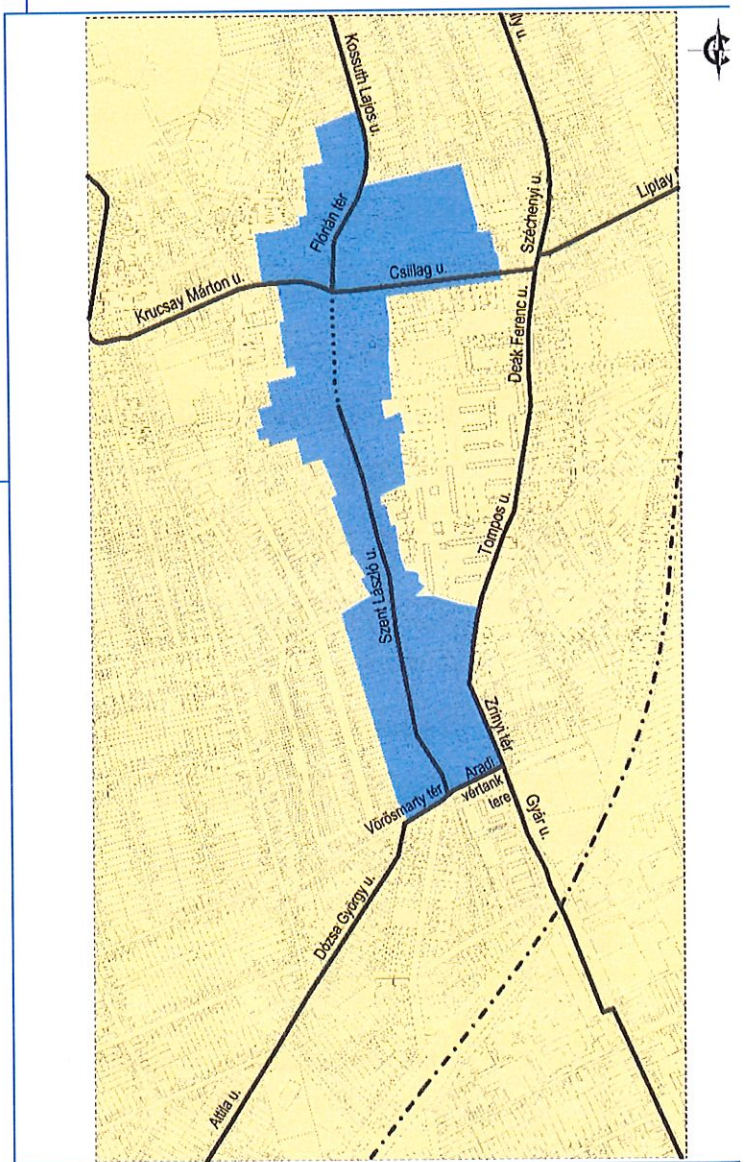 Kossuth Lajos u.
Flórián tér
Krucsay Márton u.
Csillag u.
Széchenyi u.
Liptay
Deák Ferenc u.
Tompos u.
Szent László u.
Zrínyi tér
Aradi
vértank
tere
Vörösmarty tér
Gyár u.
Dózsa György u.
Attila u.